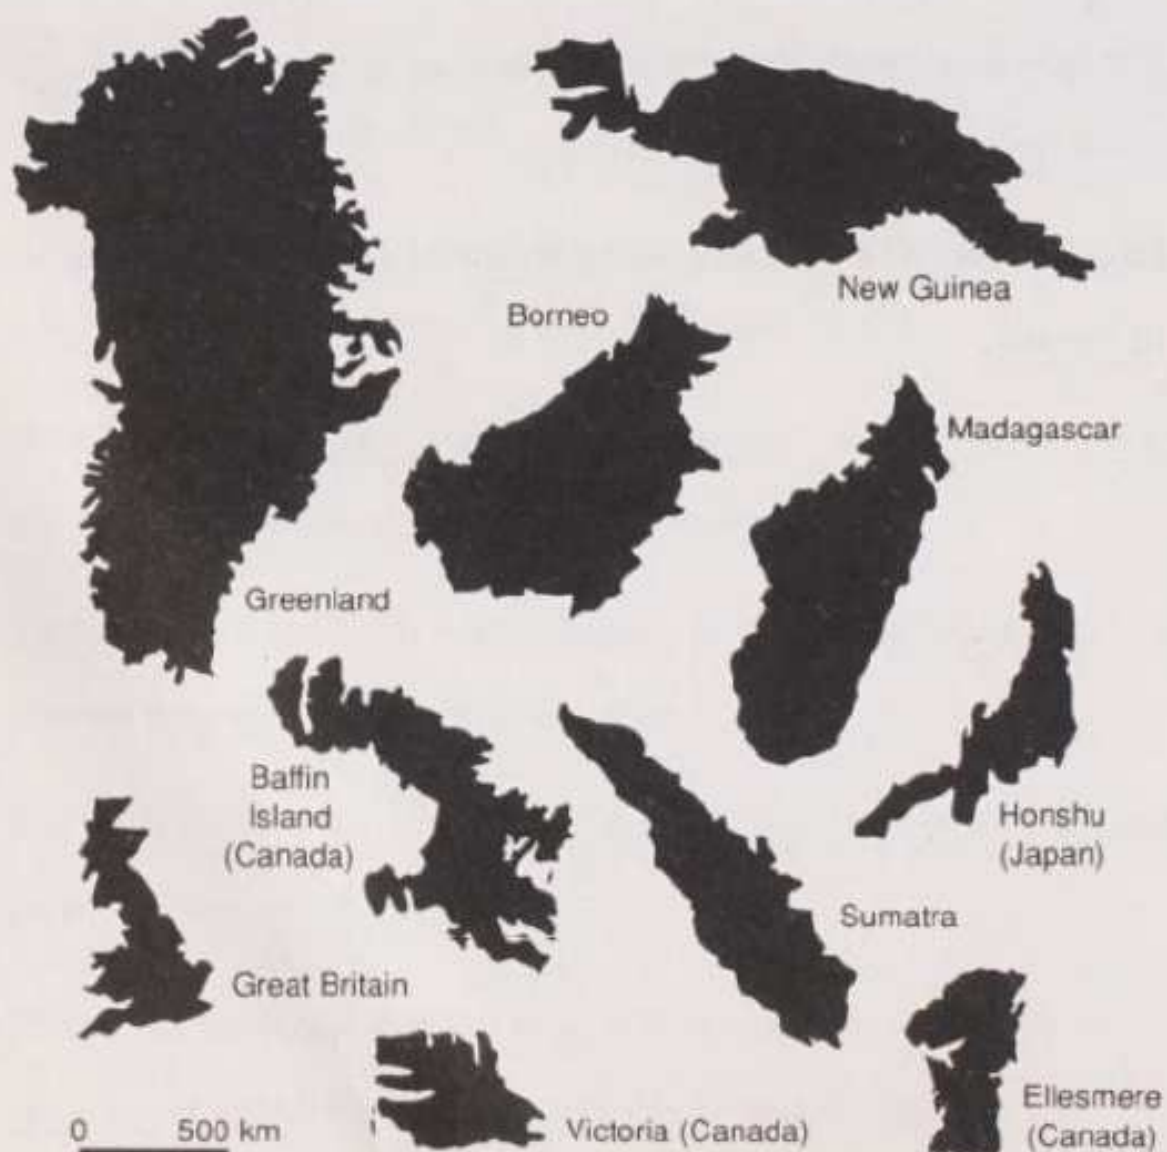 New Guinea
Borneo
Madagascar
Greenland
Baffin
Island
(Canada)
Honshu
(Japan)
Sumatra
Great Britain
Ellesmere
(Canada)
0 500 km
Victoria (Canada)